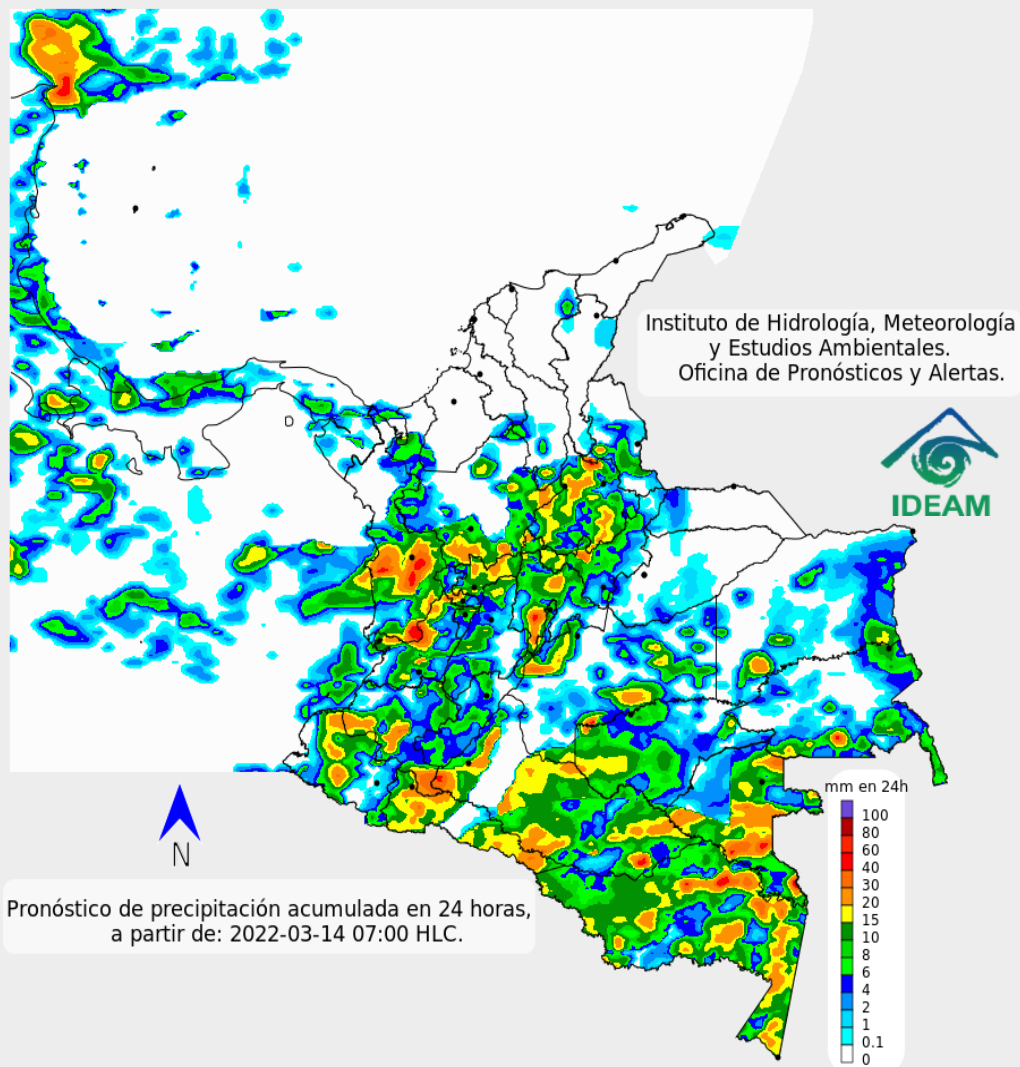 Instituto de Hidrología, Meteorología
y Estudios Ambientales.
Oficina de Pronósticos y Alertas.
IDEAM
mm en 24h
100
80
60
40
30
20
15
10
8
6
4
2
1
0.1
0
N
Pronóstico de precipitación acumulada en 24 horas,
a partir de: 2022-03-14 07:00 HLC.